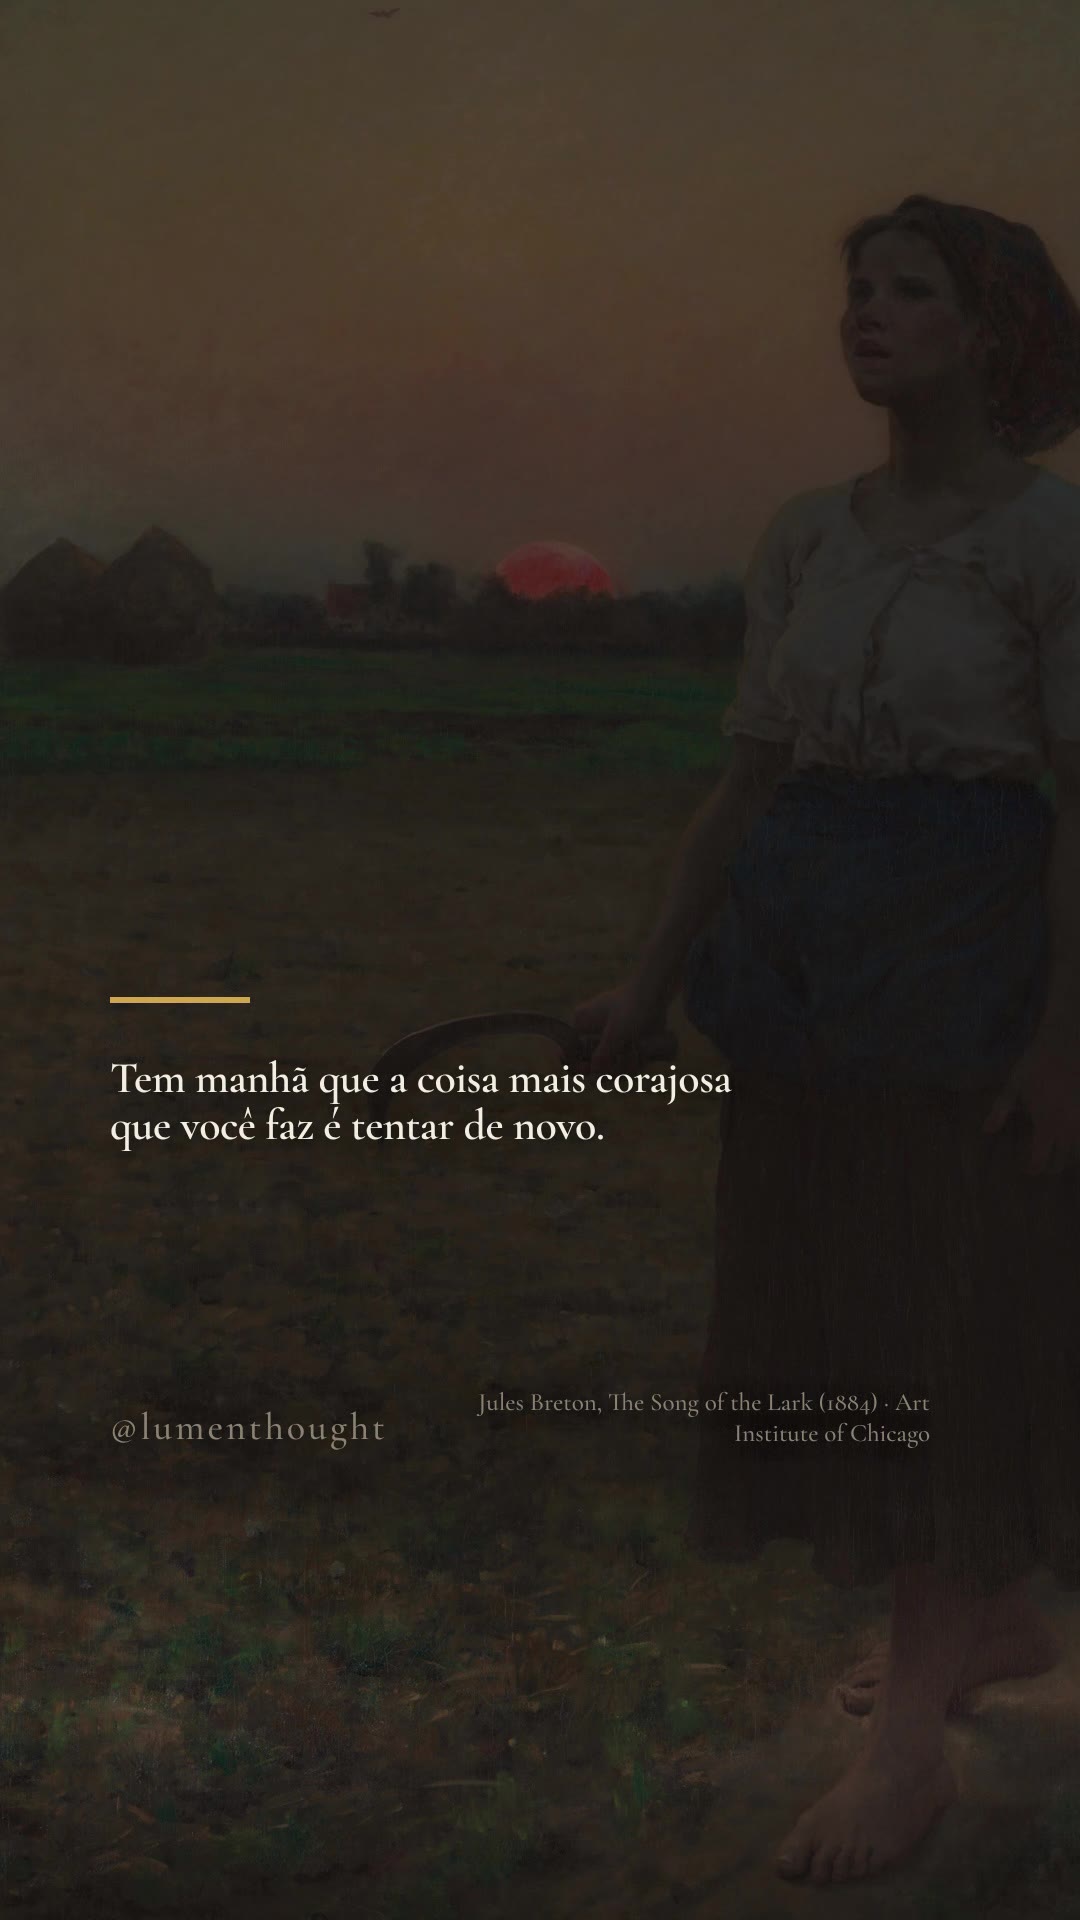 Tem manhã que a coisa mais corajosa
que você faz é tentar de novo.
@lumenthought
Jules Breton, The Song of the Lark (1884) · Art
Institute of Chicago